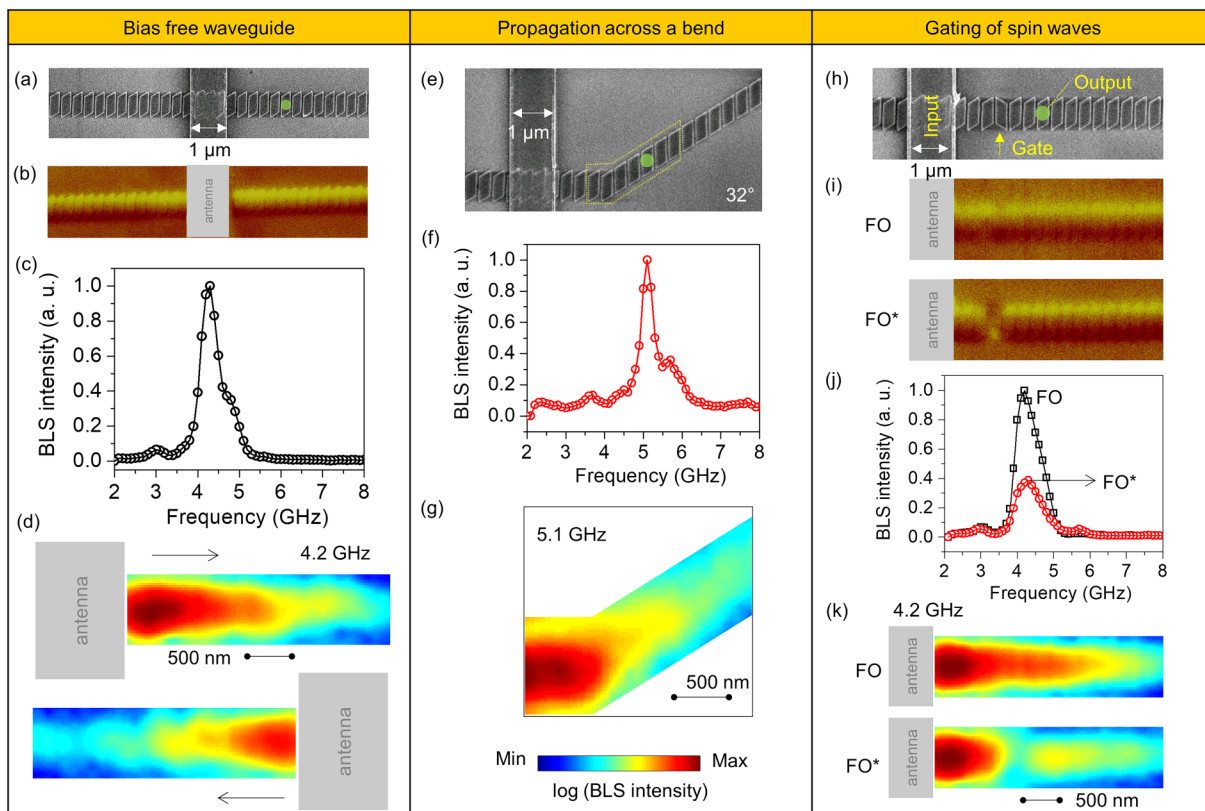 Bias free waveguide
(a)
1 μm
(b)
antenna
(c)
BLS intensity (a. u.)
1.0
0.8
0.6
0.4
0.2
0.0
2 3 4 5 6 7 8
Frequency (GHz)
(d)
4.2 GHz
antenna
500 nm
antenna
Propagation across a bend
(e)
1 μm
32°
(f)
BLS intensity (a. u.)
1.0
0.8
0.6
0.4
0.2
0.0
2 3 4 5 6 7 8
Frequency (GHz)
(g)
5.1 GHz
500 nm
Min Max
log (BLS intensity)
Gating of spin waves
(h)
Output
Input
Gate
1 μm
(i)
FO
antenna
FO*
antenna
(j)
BLS intensity (a. u.)
1.0
0.8
0.6
0.4
0.2
0.0
FO
FO*
2 3 4 5 6 7 8
Frequency (GHz)
(k)
4.2 GHz
FO
antenna
FO*
antenna
500 nm